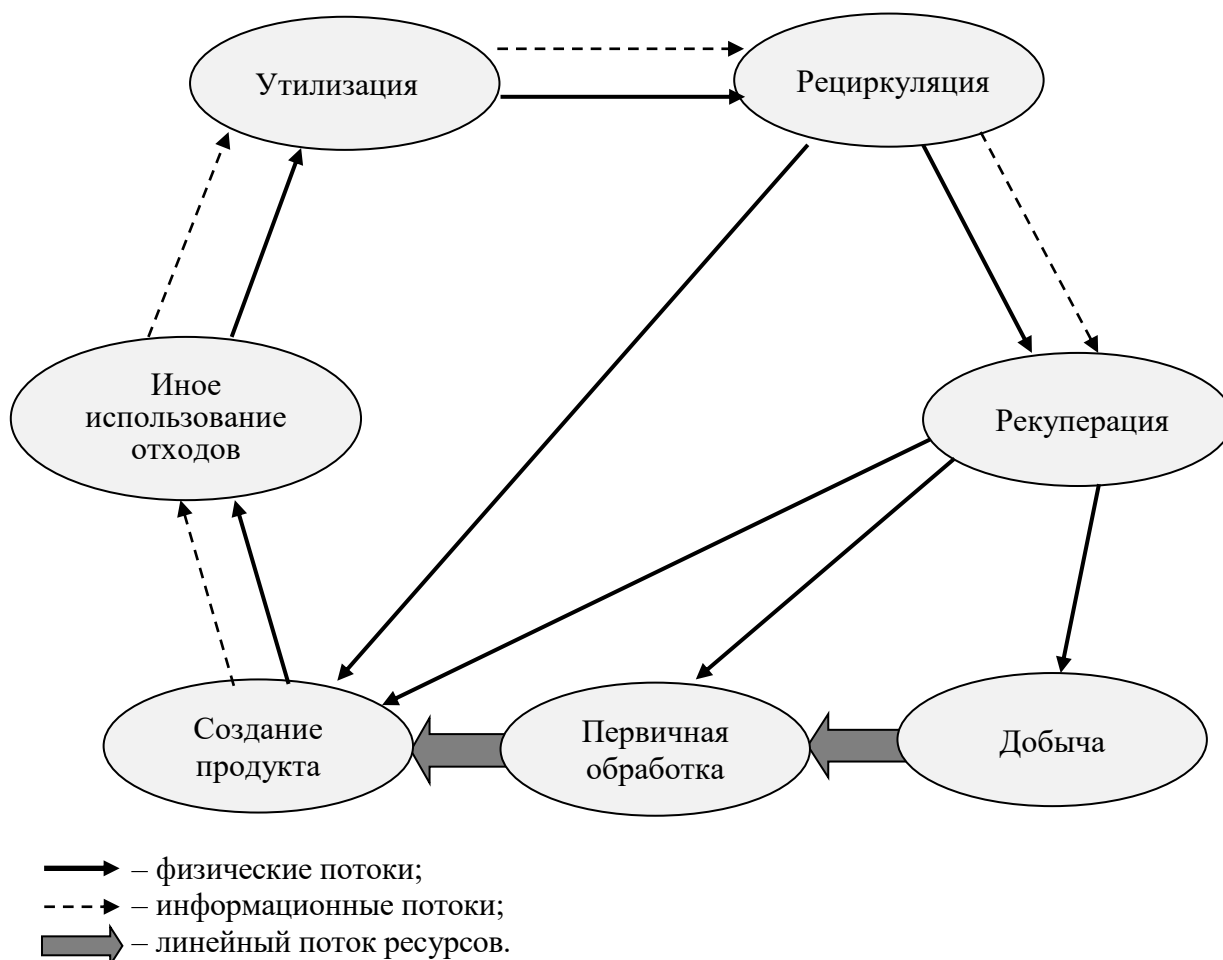 Утилизация
Рециркуляция
Иное
использование
отходов
Рекуперация
Создание
продукта
Первичная
обработка
Добыча
– физические потоки;
– информационные потоки;
– линейный поток ресурсов.